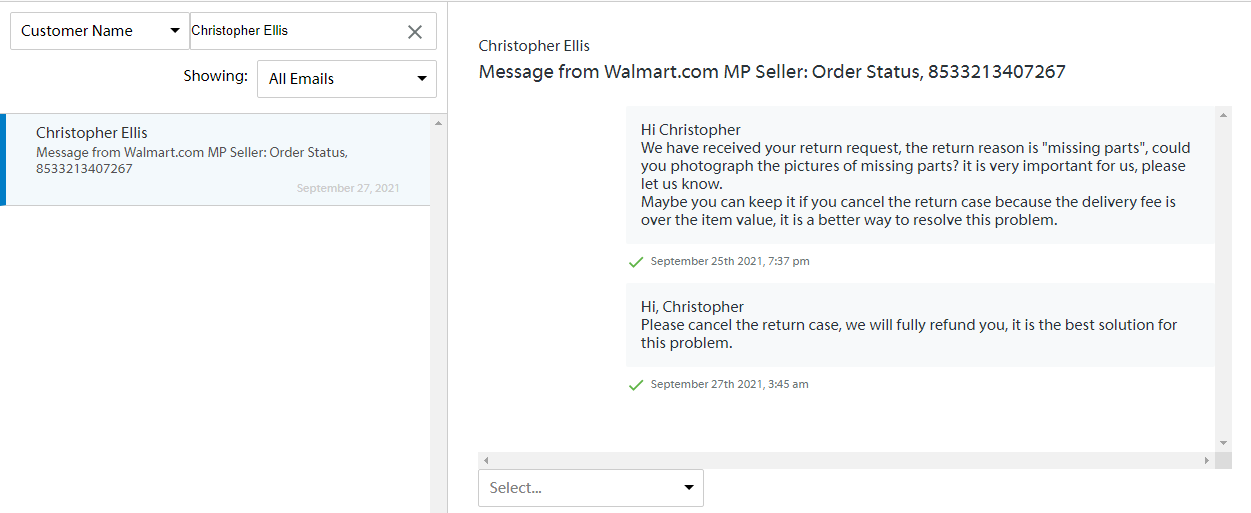 Customer Name
Christopher Ellis
Showing:
All Emails
Christopher Ellis
Message from Walmart.com MP Seller: Order Status,
8533213407267
September 27, 2021
Christopher Ellis
Message from Walmart.com MP Seller: Order Status, 8533213407267
Hi Christopher
We have received your return request, the return reason is "missing parts", could
you photograph the pictures of missing parts? it is very important for us, please
let us know.
Maybe you can keep it if you cancel the return case because the delivery fee is
over the item value, it is a better way to resolve this problem.
September 25th 2021, 7:37 pm
Hi, Christopher
Please cancel the return case, we will fully refund you, it is the best solution for
this problem.
September 27th 2021, 3:45 am
Select...